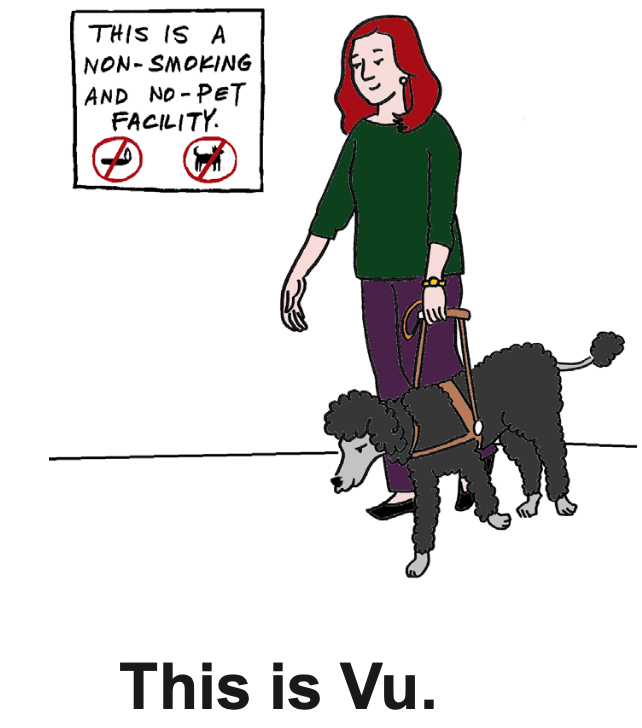 THIS IS A
NON-SMOKING
AND NO-PET
FACILITY.
This is Vu.